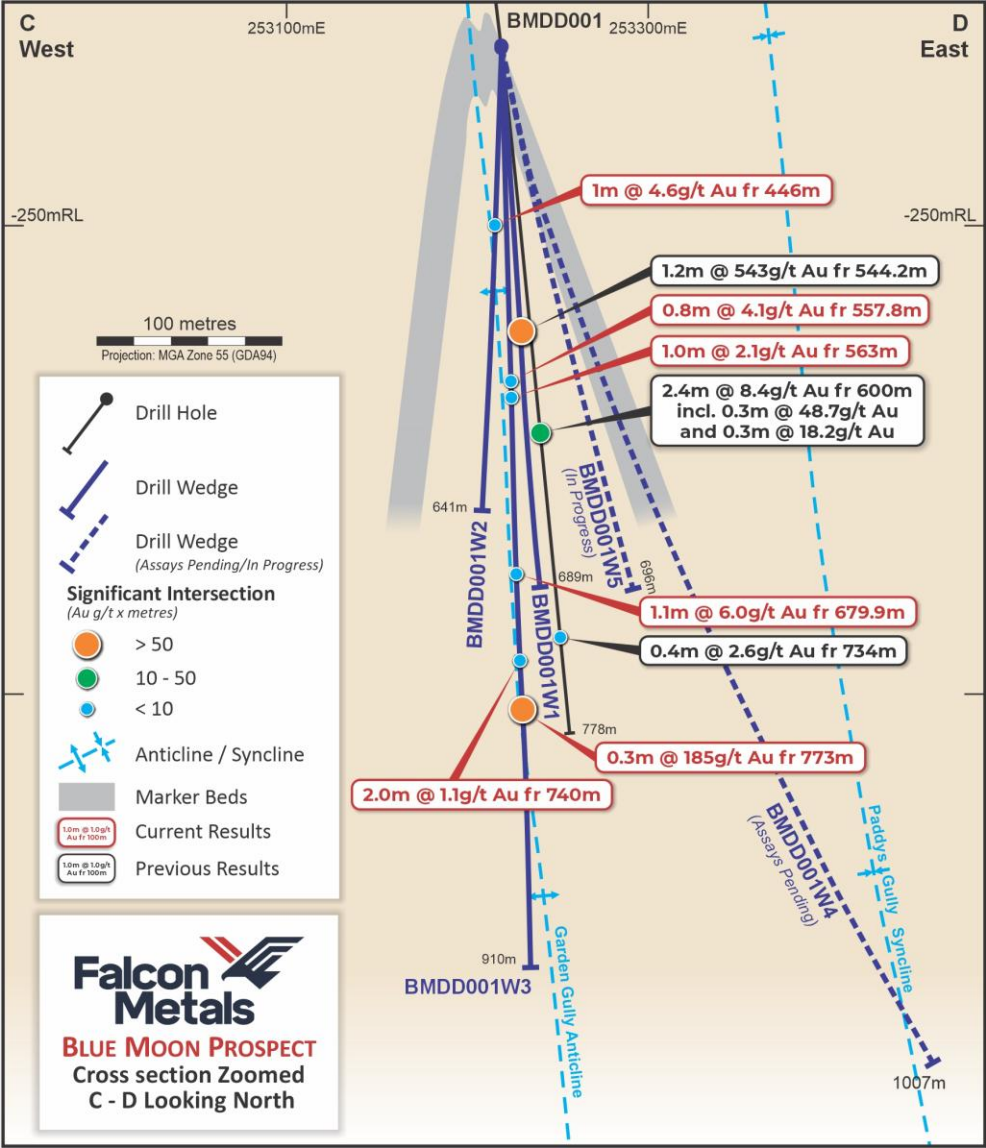 C
West
253100mE
BMDD001
253300mE
D
East
-250mRL
-250mRL
1m @ 4.6g/t Au fr 446m
1.2m @ 543g/t Au fr 544.2m
0.8m @ 4.1g/t Au fr 557.8m
1.0m @ 2.1g/t Au fr 563m
2.4m @ 8.4g/t Au fr 600m
incl. 0.3m @ 48.7g/t Au
and 0.3m @ 18.2g/t Au
100 metres
Projection: MGA Zone 55 (GDA94)
Drill Hole
Drill Wedge
Drill Wedge
(Assays Pending/In Progress)
Significant Intersection
(Au g/t x metres)
> 50
10 - 50
< 10
Anticline / Syncline
Marker Beds
1.0m @ 1.0g/t
Au fr 100m
Current Results
1.0m @ 1.0g/t
Au fr 100m
Previous Results
641m
BMDD001W2
689m
BMDD001W1
BMDD001W5
(In Progress)
696m
1.1m @ 6.0g/t Au fr 679.9m
0.4m @ 2.6g/t Au fr 734m
778m
0.3m @ 185g/t Au fr 773m
2.0m @ 1.1g/t Au fr 740m
BMDD001W4
(Assays Pending)
Paddys Gully Syncline
Garden Gully Anticline
910m
BMDD001W3
1007m
Falcon
Metals
BLUE MOON PROSPECT
Cross section Zoomed
C - D Looking North